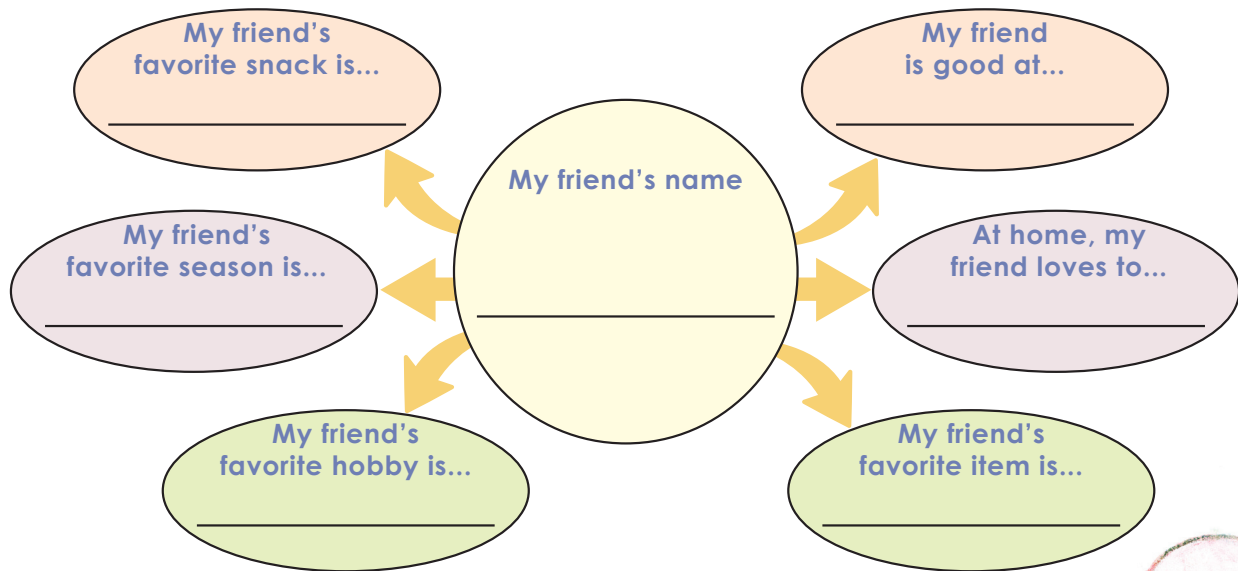 My friend's
favorite snack is...
My friend
is good at...
My friend's name
My friend's
favorite season is...
At home, my
friend loves to...
My friend's
favorite hobby is...
My friend's
favorite item is...